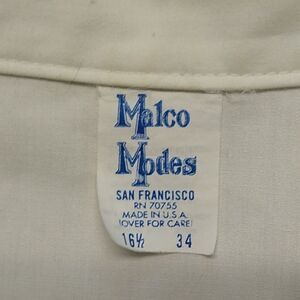 Malco
Modes
SAN FRANCISCO
RN 70755
MADE IN U.S.A.
(OVER FOR CARE)
16½ 34